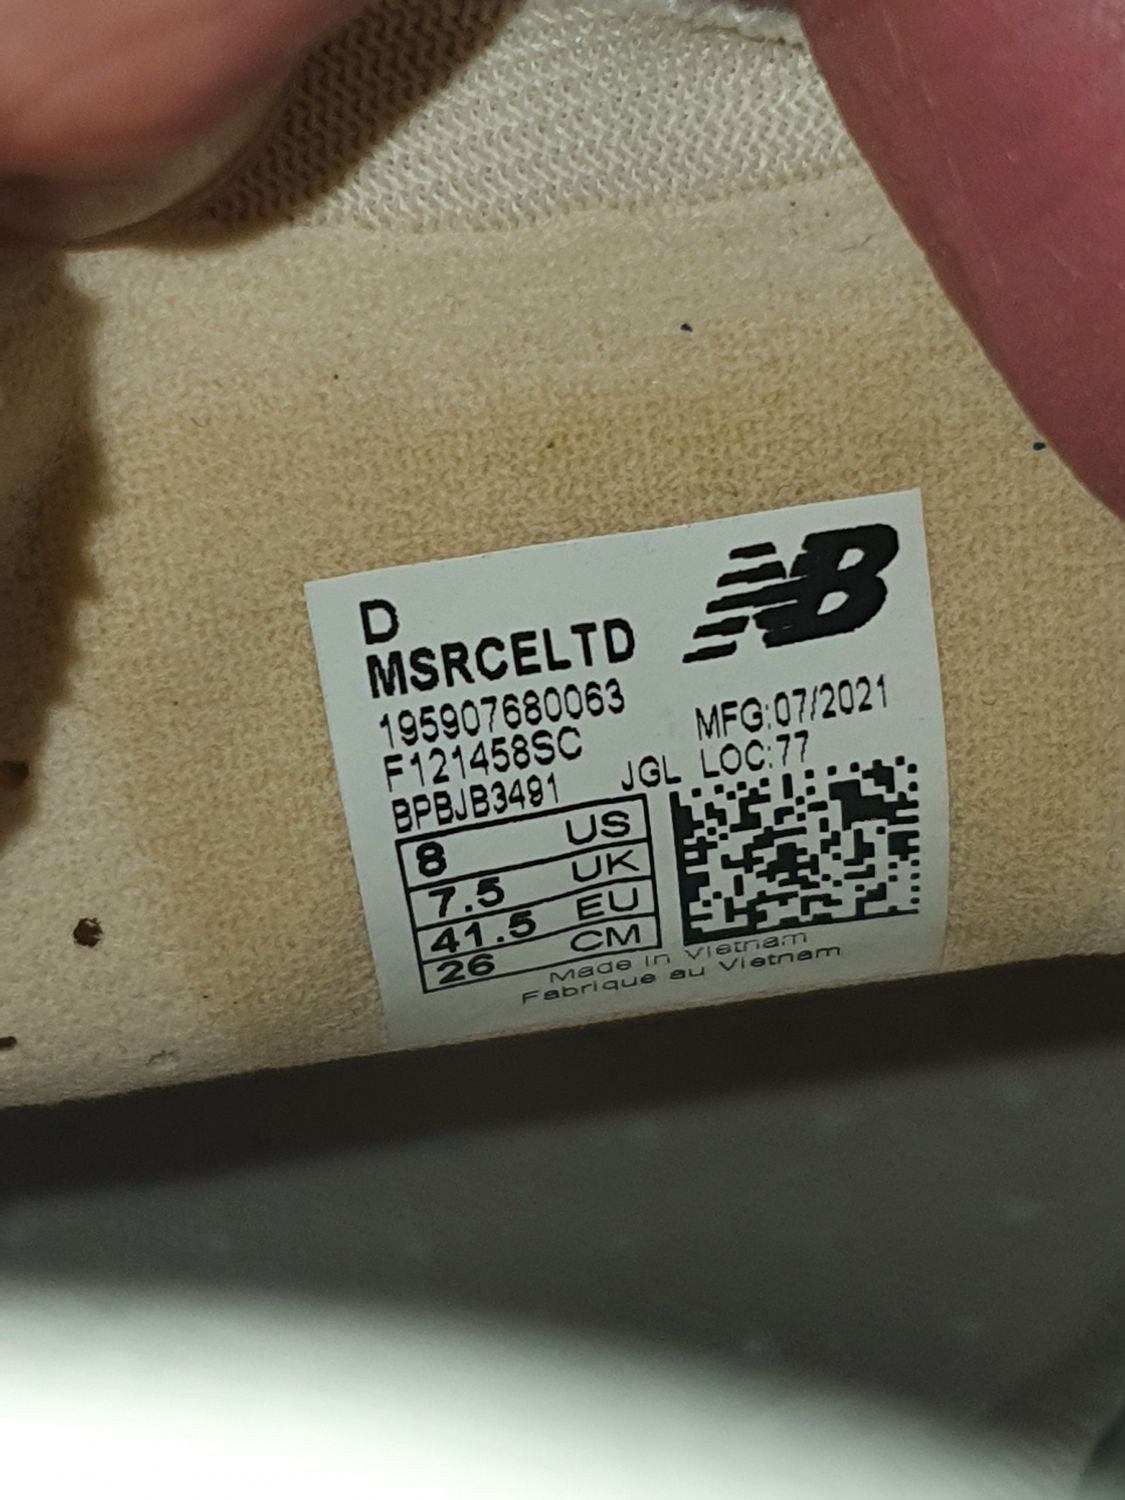 D
MSRCELTD
NB
195907680063
F121458SC
BPBJB3491
JGL
MFG:07/2021
LOC:77
8 US
7.5 UK
41.5 EU
26 CM
Made in Vietnam
Fabrique au Vietnam